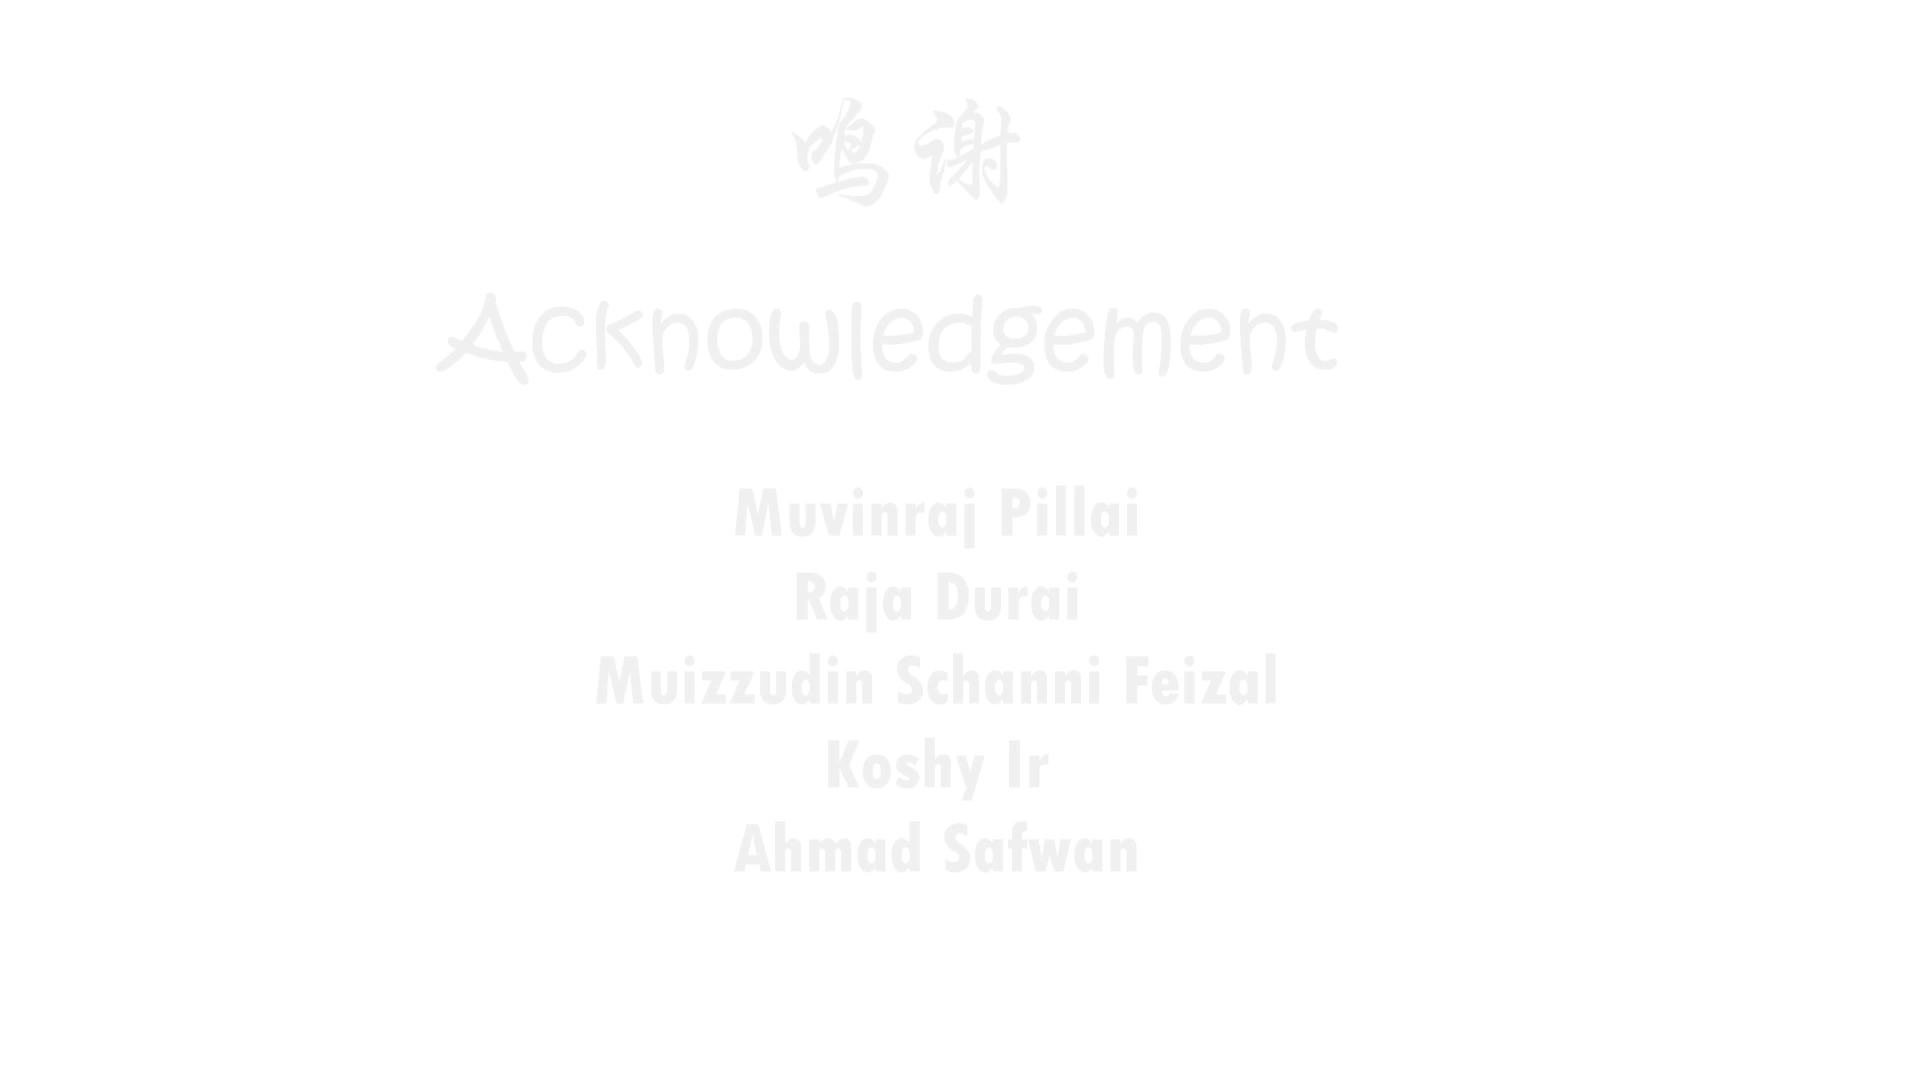 鸣谢
Acknowledgement
Muvinraj Pillai
Raja Durai
Muizzudin Schanni Feizal
Koshy Ir
Ahmad Safwan